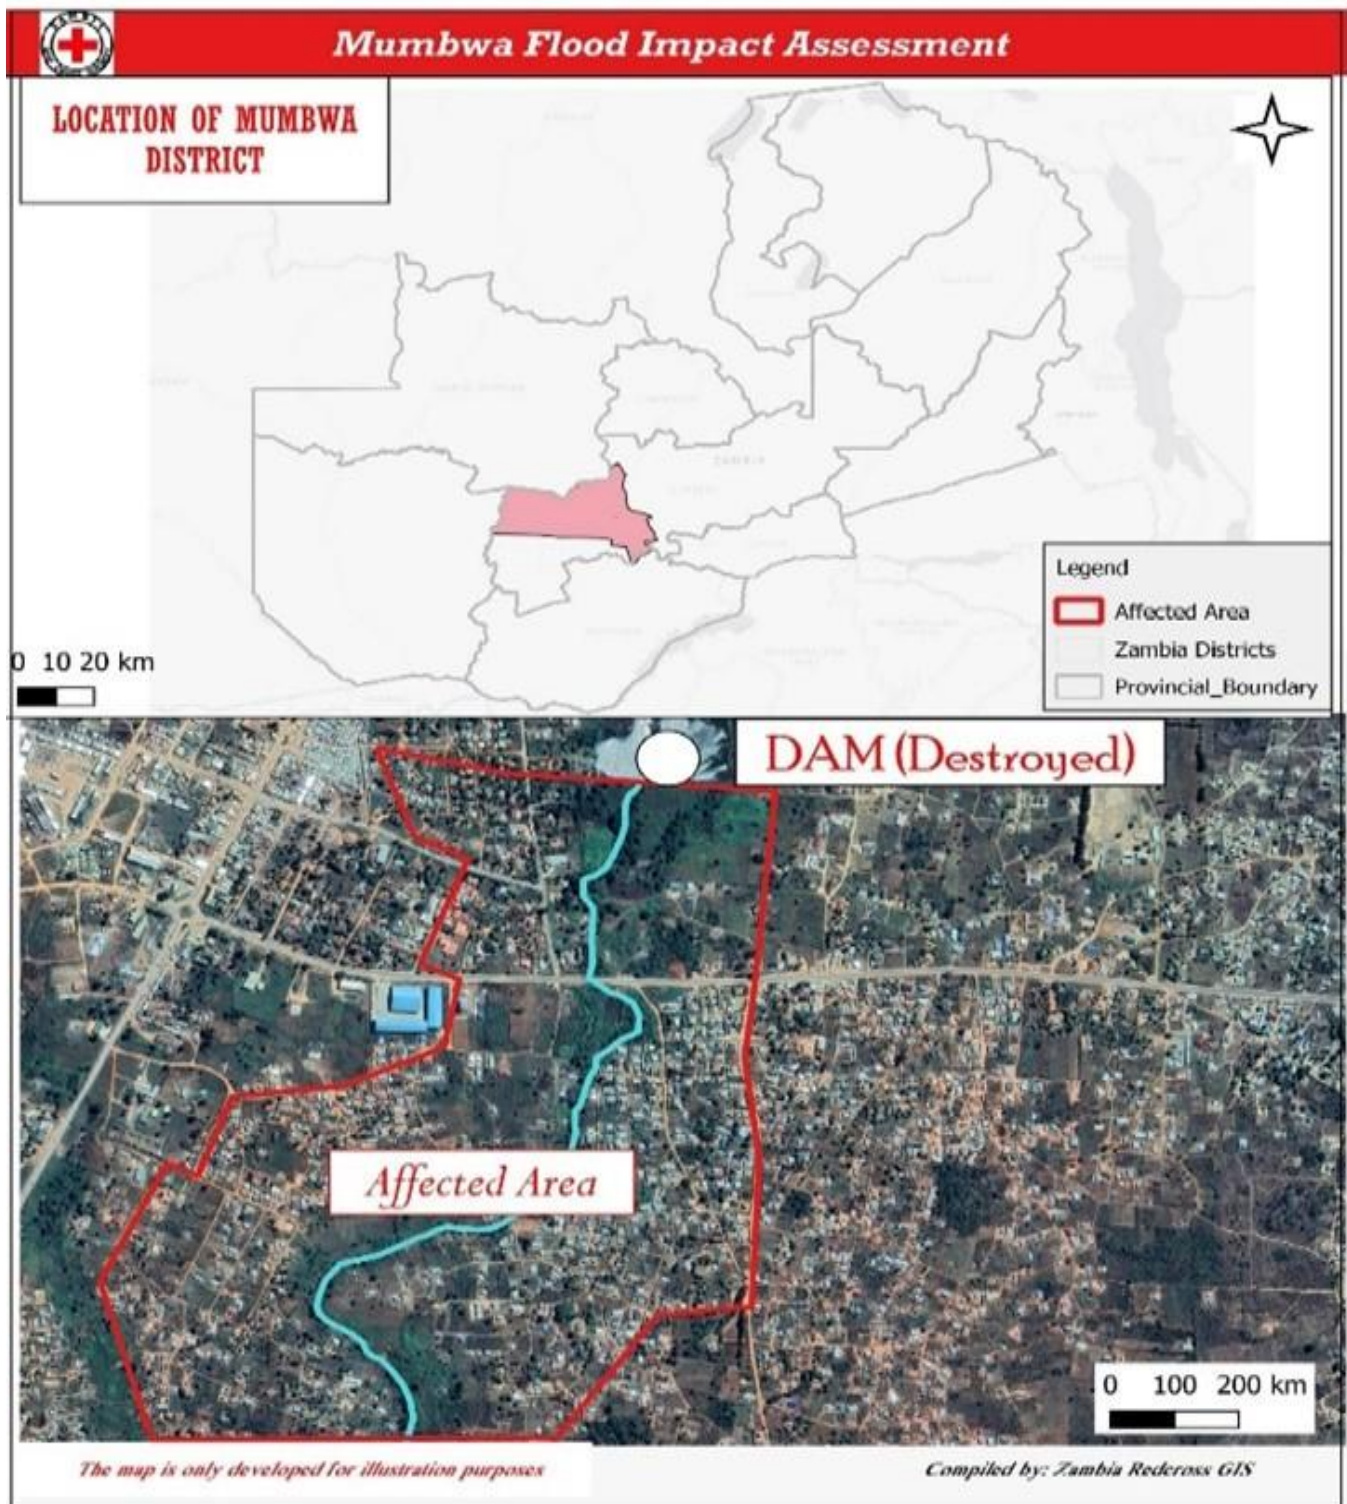 Mumbwa Flood Impact Assessment
LOCATION OF MUMBWA
DISTRICT
ZAMBIA
Legend
Affected Area
Zambia Districts
Provincial_Boundary
0 10 20 km
DAM (Destroyed)
Affected Area
0 100 200 km
The map is only developed for illustration purposes
Compiled by: Zambia Redcross GIS